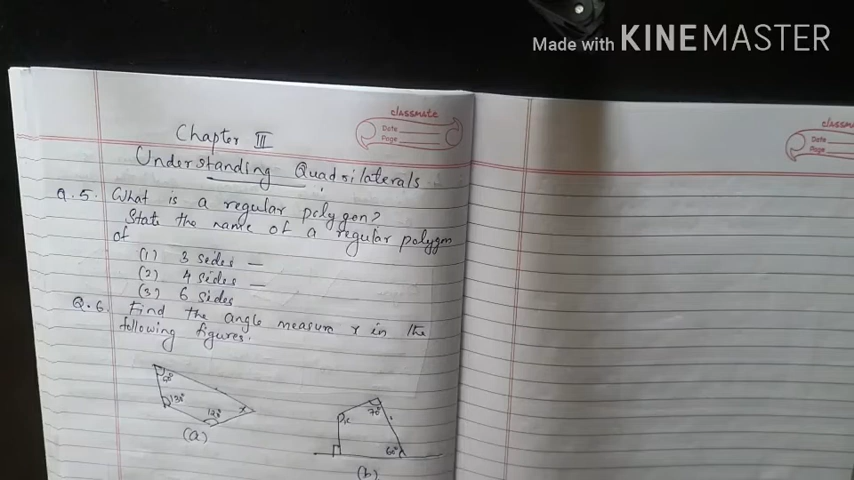 Made with KINEMASTER
classmate
Date
Page
classma
Date
Page
Chapter III
Understanding Quadrilaterals
Q.5. What is a regular polygen?
State the name of a regular polygon
of
(1) 3 sides —
(2) 4 sides —
(3) 6 sides
Q.6. Find the angle measure x in the
following figures.
130°
120°
x
(a)
x
70°
60°
(b)